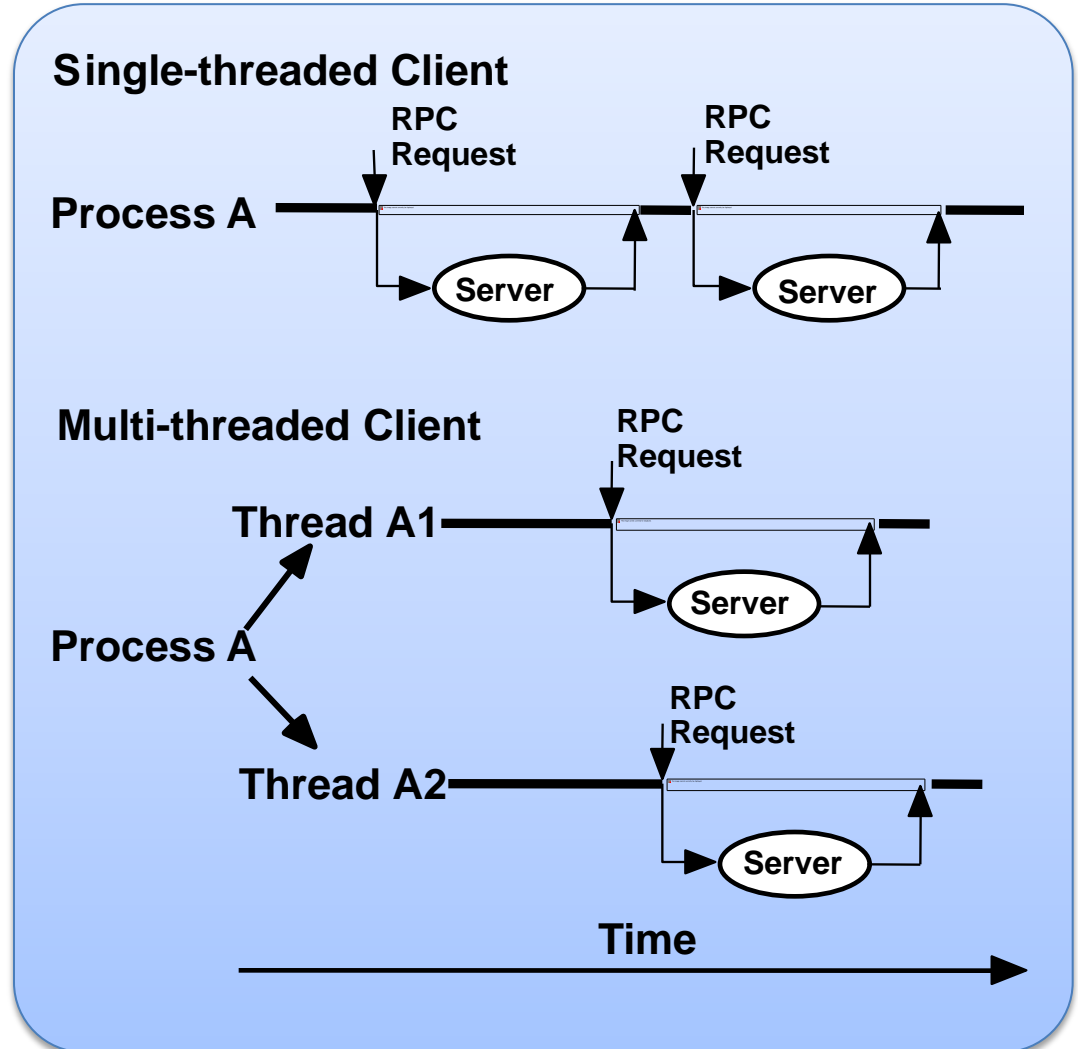 Single-threaded Client
RPC
Request
RPC
Request
Process A
Server
Server
Multi-threaded Client
RPC
Request
Thread A1
Server
Process A
RPC
Request
Thread A2
Server
Time